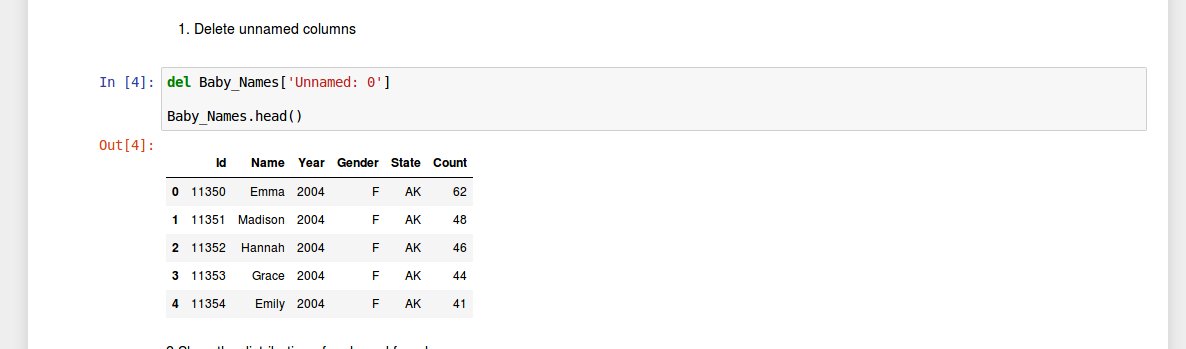 1. Delete unnamed columns
In [4]: del Baby_Names['Unnamed: 0']
Baby_Names.head()
Out[4]:
Id Name Year Gender State Count
0 11350 Emma 2004 F AK 62
1 11351 Madison 2004 F AK 48
2 11352 Hannah 2004 F AK 46
3 11353 Grace 2004 F AK 44
4 11354 Emily 2004 F AK 41